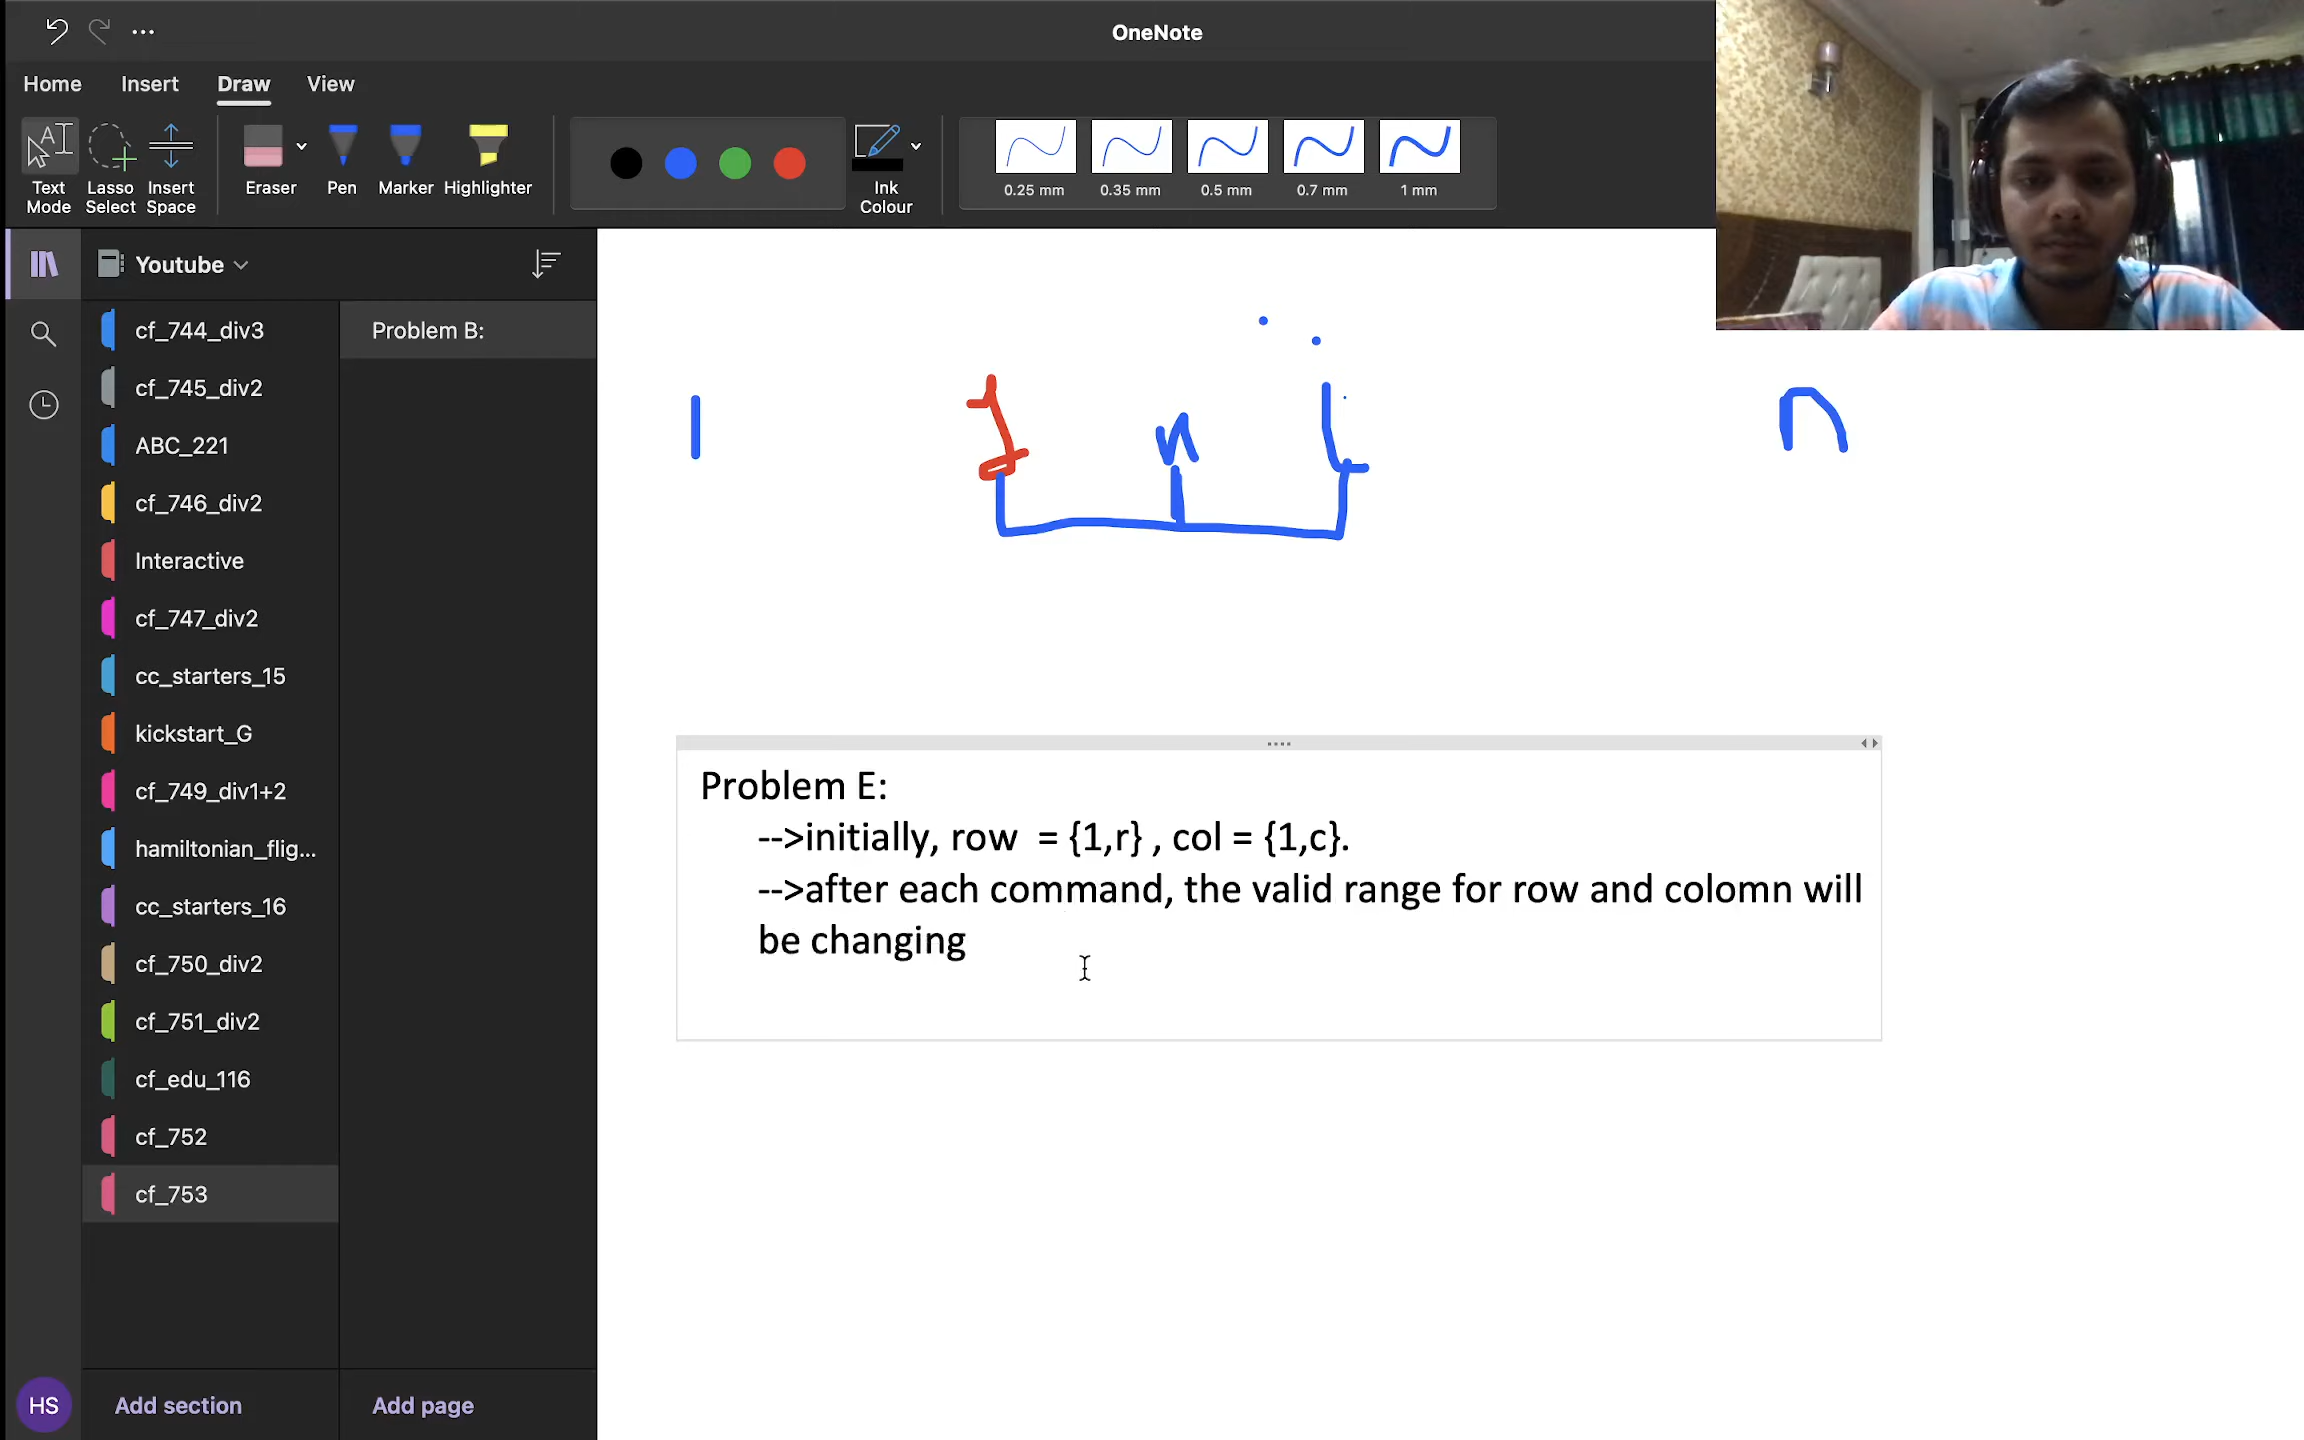 OneNote
Home Insert Draw View
Text Mode
Lasso Select
Insert Space
Eraser
Pen
Marker
Highlighter
Ink Colour
0.25 mm
0.35 mm
0.5 mm
0.7 mm
1 mm
Youtube
cf_744_div3
cf_745_div2
ABC_221
cf_746_div2
Interactive
cf_747_div2
cc_starters_15
kickstart_G
cf_749_div1+2
hamiltonian_flig...
cc_starters_16
cf_750_div2
cf_751_div2
cf_edu_116
cf_752
cf_753
Problem B:
1
n
Problem E:
-->initially, row = {1,r} , col = {1,c}.
-->after each command, the valid range for row and colomn will
be changing
HS
Add section
Add page